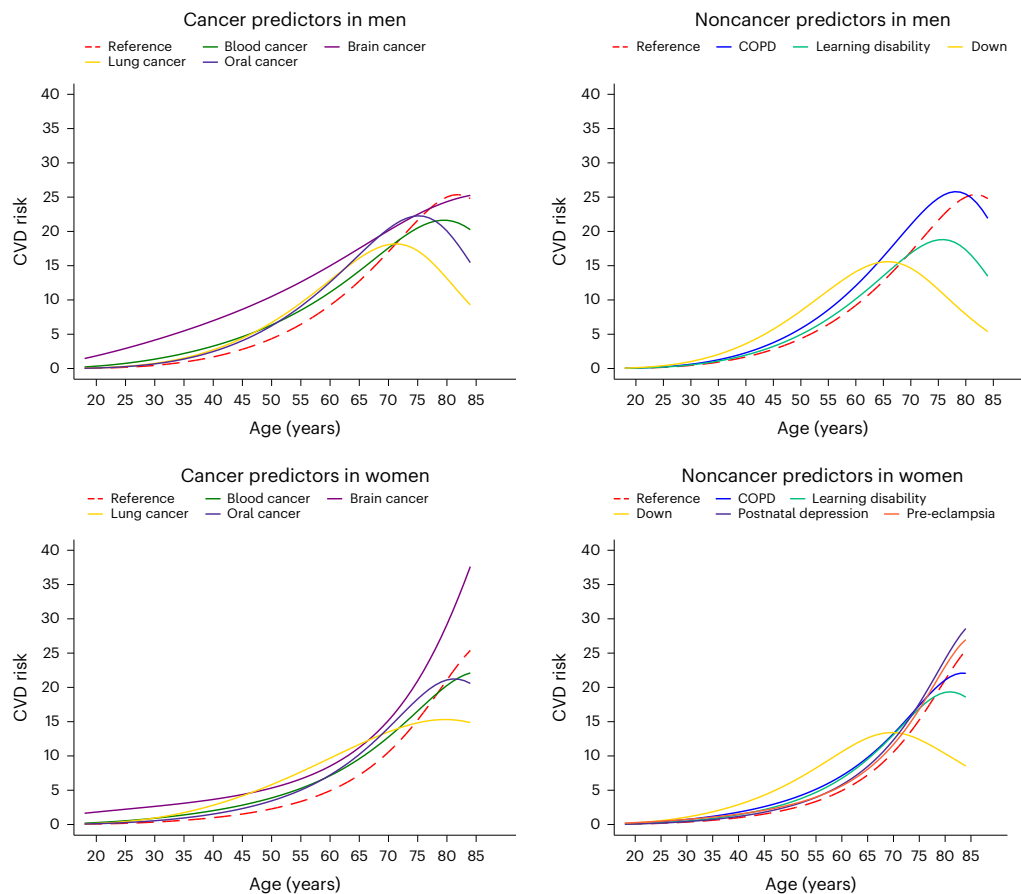 Cancer predictors in men
Reference Blood cancer Brain cancer
Lung cancer Oral cancer
40
35
30
25
20
15
10
5
0
CVD risk
20 25 30 35 40 45 50 55 60 65 70 75 80 85
Age (years)
Noncancer predictors in men
Reference COPD Learning disability Down
40
35
30
25
20
15
10
5
0
CVD risk
20 25 30 35 40 45 50 55 60 65 70 75 84 85
Age (years)
Cancer predictors in women
Reference Blood cancer Brain cancer
Lung cancer Oral cancer
40
35
30
25
20
15
10
5
0
CVD risk
20 25 30 35 40 45 50 55 60 65 70 75 80 85
Age (years)
Noncancer predictors in women
Reference COPD Learning disability
Down Postnatal depression Pre-eclampsia
40
35
30
25
20
15
10
5
0
CVD risk
20 25 30 35 40 45 50 55 60 65 70 75 80 85
Age (years)